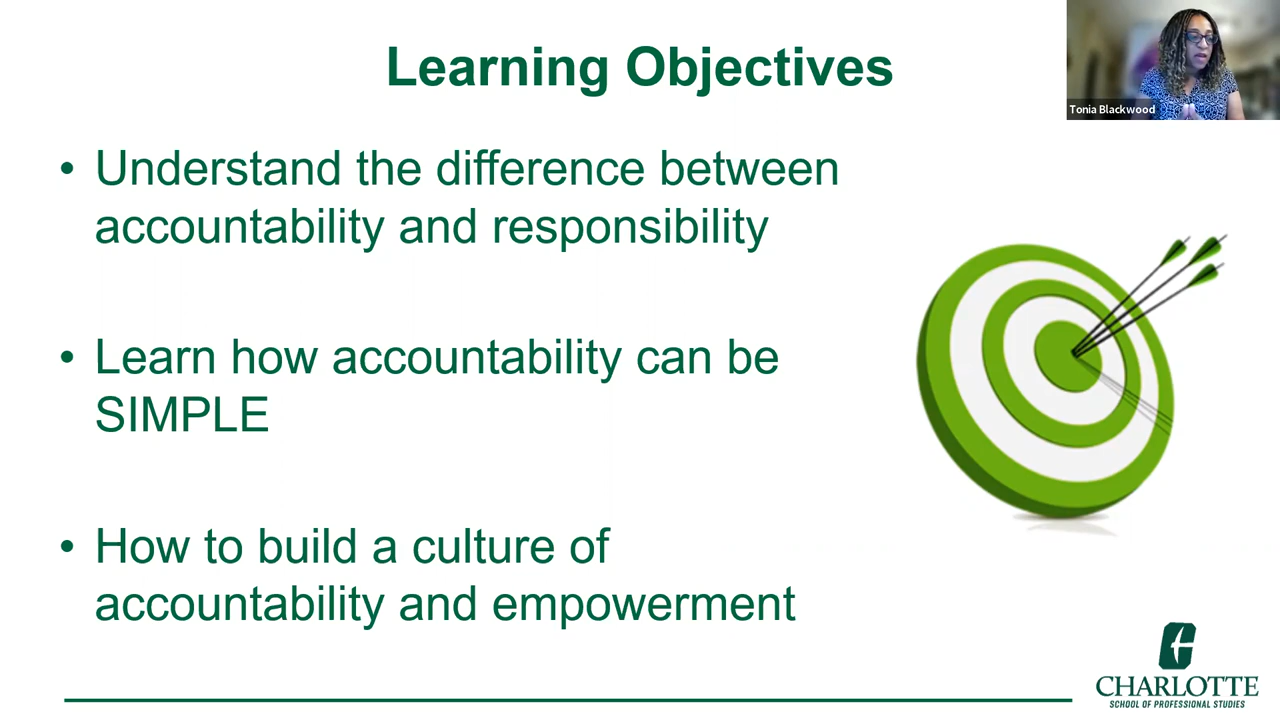 Learning Objectives
Tonia Blackwood
• Understand the difference between
accountability and responsibility
• Learn how accountability can be
SIMPLE
• How to build a culture of
accountability and empowerment
CHARLOTTE
SCHOOL OF PROFESSIONAL STUDIES